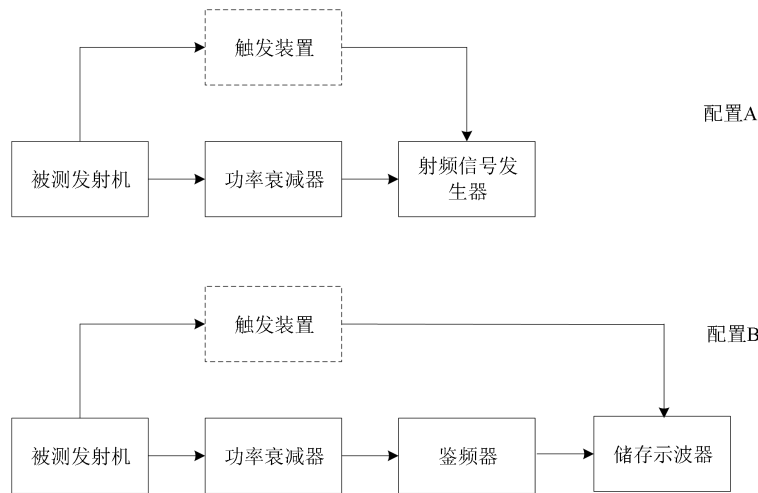 触发装置
配置A
被测发射机
功率衰减器
射频信号发
生器
触发装置
配置B
被测发射机
功率衰减器
鉴频器
储存示波器